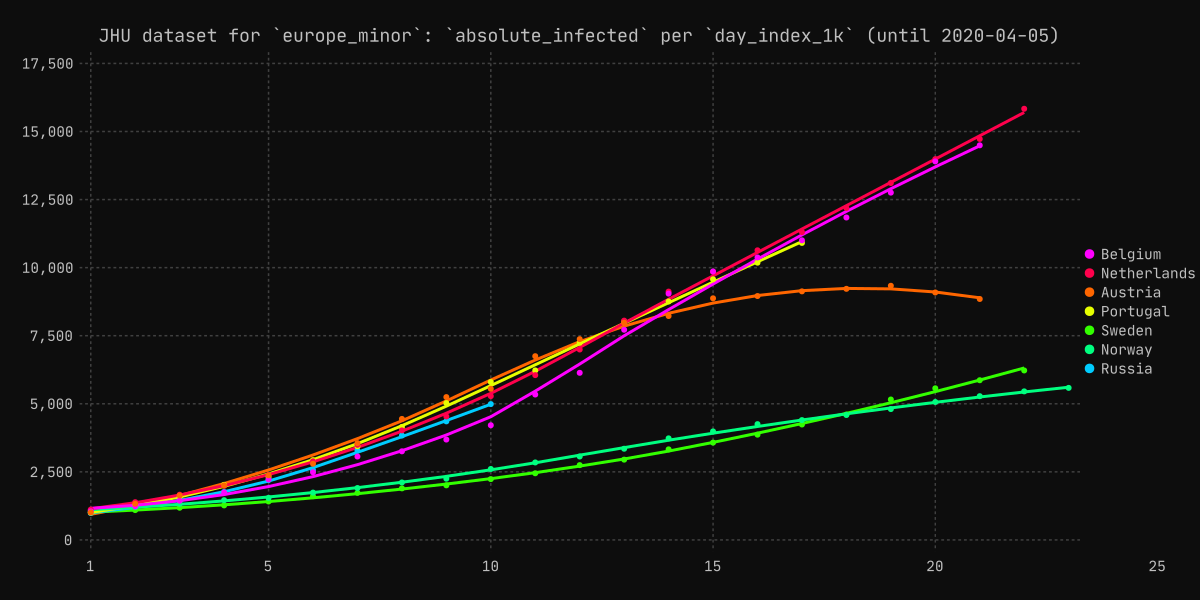 JHU dataset for `europe_minor`: `absolute_infected` per `day_index_1k` (until 2020-04-05)
17,500
15,000
12,500
10,000
7,500
5,000
2,500
0
1 5 10 15 20 25
Belgium
Netherlands
Austria
Portugal
Sweden
Norway
Russia